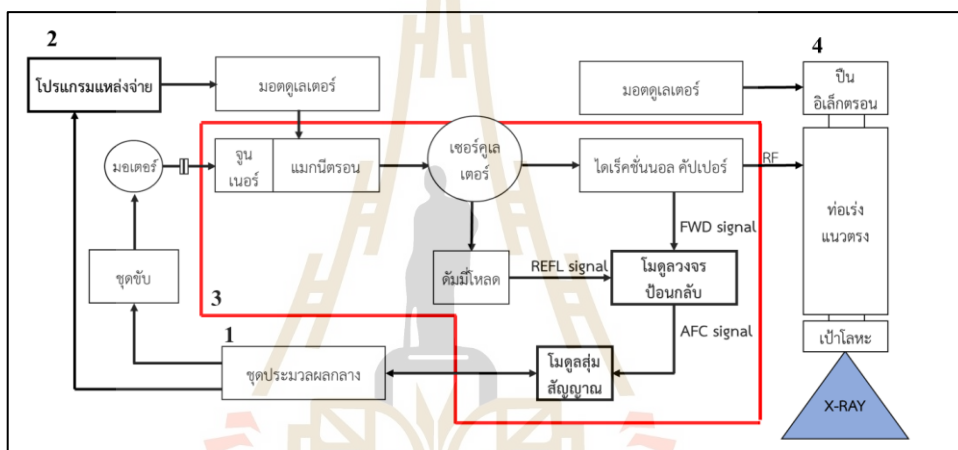 2
4
โปรแกรมแหล่งจ่าย
มอตดูเลเตอร์
มอตดูเลเตอร์
ปืน
อิเล็กตรอน
มอเตอร์
จูน
เนอร์
แมกนีตรอน
เซอร์คูเล
เตอร์
ไดเร็คชั่นนอล คัปเปอร์
RF
ท่อเร่ง
แนวตรง
FWD signal
ชุดขับ
ดัมมี่โหลด
REFL signal
โมดูลวงจร
ป้อนกลับ
3
AFC signal
1
ชุดประมวลผลกลาง
โมดูลสุ่ม
สัญญาณ
เป้าโลหะ
X-RAY